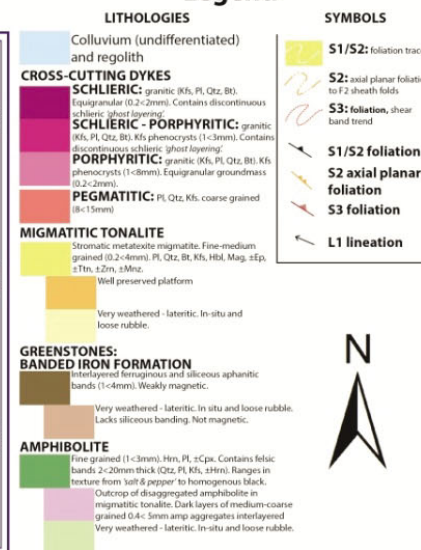 LITHOLOGIES
Colluvium (undifferentiated)
and regolith
CROSS-CUTTING DYKES
SCHLIERIC: granitic (Kfs, Pl, Qtz, Bt).
Equigranular (0.2<2mm). Contains discontinuous
schlieric 'ghost layering'.
SCHLIERIC - PORPHYRITIC: granitic
(Kfs, Pl, Qtz, Bt). Kfs phenocrysts (1<3mm). Contains
discontinuous schlieric 'ghost layering'.
PORPHYRITIC: granitic (Kfs, Pl, Qtz, Bt). Kfs
phenocrysts (1<8mm). Equigranular groundmass
(0.2<2mm).
PEGMATITIC: Pl, Qtz, Kfs. coarse grained
(8<15mm)
MIGMATITIC TONALITE
Stromatic metatexite migmatite. Fine-medium
grained (0.2<4mm). Pl, Qtz, Bt, Kfs, Hbl, Mag, ±Ep,
±Ttn, ±Zrn, ±Mnz.
Well preserved platform
Very weathered - lateritic. In-situ and
loose rubble.
GREENSTONES:
BANDED IRON FORMATION
Interlayered ferruginous and siliceous aphanitic
bands (1<4mm). Weakly magnetic.
Very weathered - lateritic. In situ and loose rubble.
Lacks siliceous banding. Not magnetic.
AMPHIBOLITE
Fine grained (1<3mm). Hrn, Pl, ±Cpx. Contains felsic
bands 2<20mm thick (Qtz, Pl, Kfs, ±Hrn). Ranges in
texture from 'salt & pepper' to homogenous black.
Outcrop of disaggregated amphibolite in
migmatitic tonalite. Dark layers of medium-coarse
grained 0.4< 5mm amp aggregates interlayered
Very weathered - lateritic. In-situ and loose rubble.
SYMBOLS
S1/S2: foliation trac
S2: axial planar foliatio
to F2 sheath folds
S3: foliation, shear
band trend
S1/S2 foliation
S2 axial planar
foliation
S3 foliation
L1 lineation
N